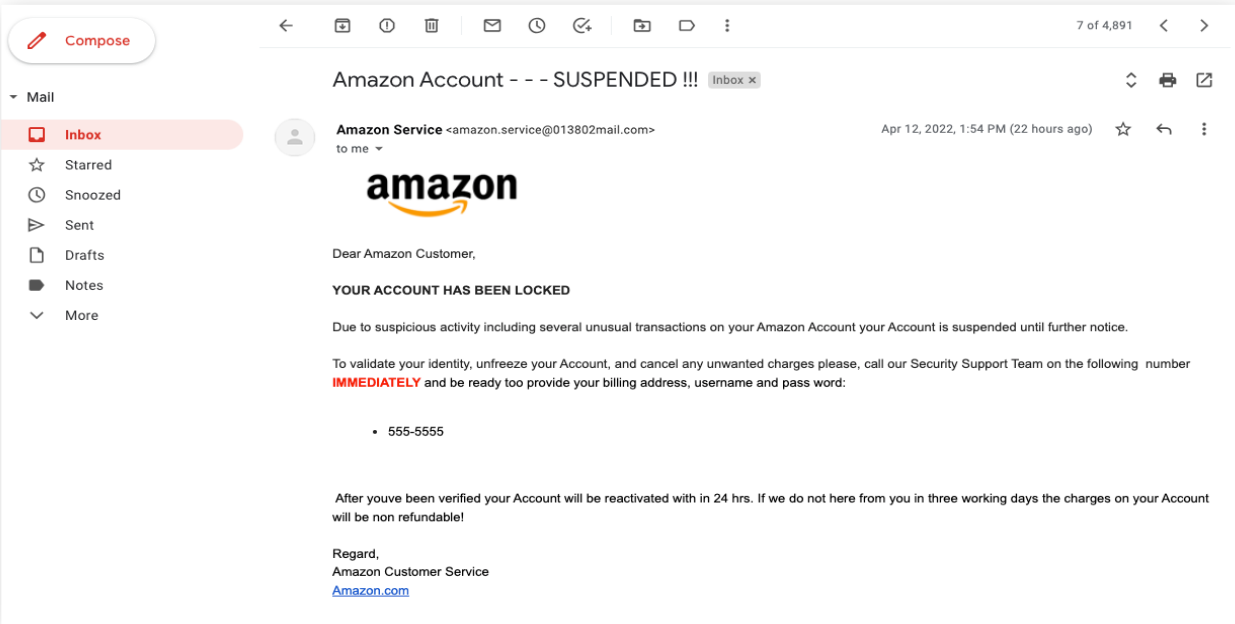 Compose
7 of 4,891
Amazon Account - - - SUSPENDED !!! Inbox ×
Mail
Inbox
Starred
Snoozed
Sent
Drafts
Notes
More
Amazon Service <amazon.service@013802mail.com>
Apr 12, 2022, 1:54 PM (22 hours ago)
to me
amazon
Dear Amazon Customer,
YOUR ACCOUNT HAS BEEN LOCKED
Due to suspicious activity including several unusual transactions on your Amazon Account your Account is suspended until further notice.
To validate your identity, unfreeze your Account, and cancel any unwanted charges please, call our Security Support Team on the following number
IMMEDIATELY and be ready too provide your billing address, username and pass word:
• 555-5555
After youve been verified your Account will be reactivated with in 24 hrs. If we do not here from you in three working days the charges on your Account
will be non refundable!
Regard,
Amazon Customer Service
Amazon.com